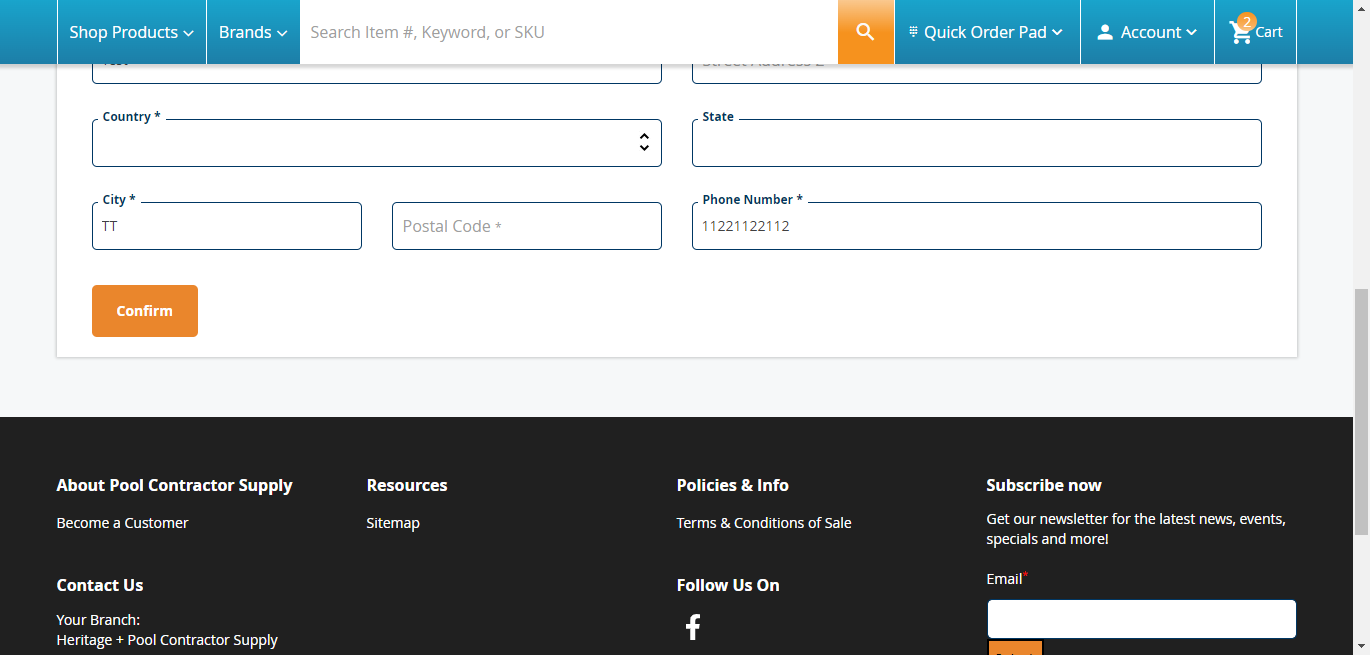 Shop Products
Brands
Search Item #, Keyword, or SKU
Quick Order Pad
Account
2
Cart
Country *
State
City *
TT
Postal Code *
Phone Number *
11221122112
Confirm
About Pool Contractor Supply
Become a Customer
Resources
Sitemap
Policies & Info
Terms & Conditions of Sale
Subscribe now
Get our newsletter for the latest news, events,
specials and more!
Email*
Contact Us
Your Branch:
Heritage + Pool Contractor Supply
Follow Us On